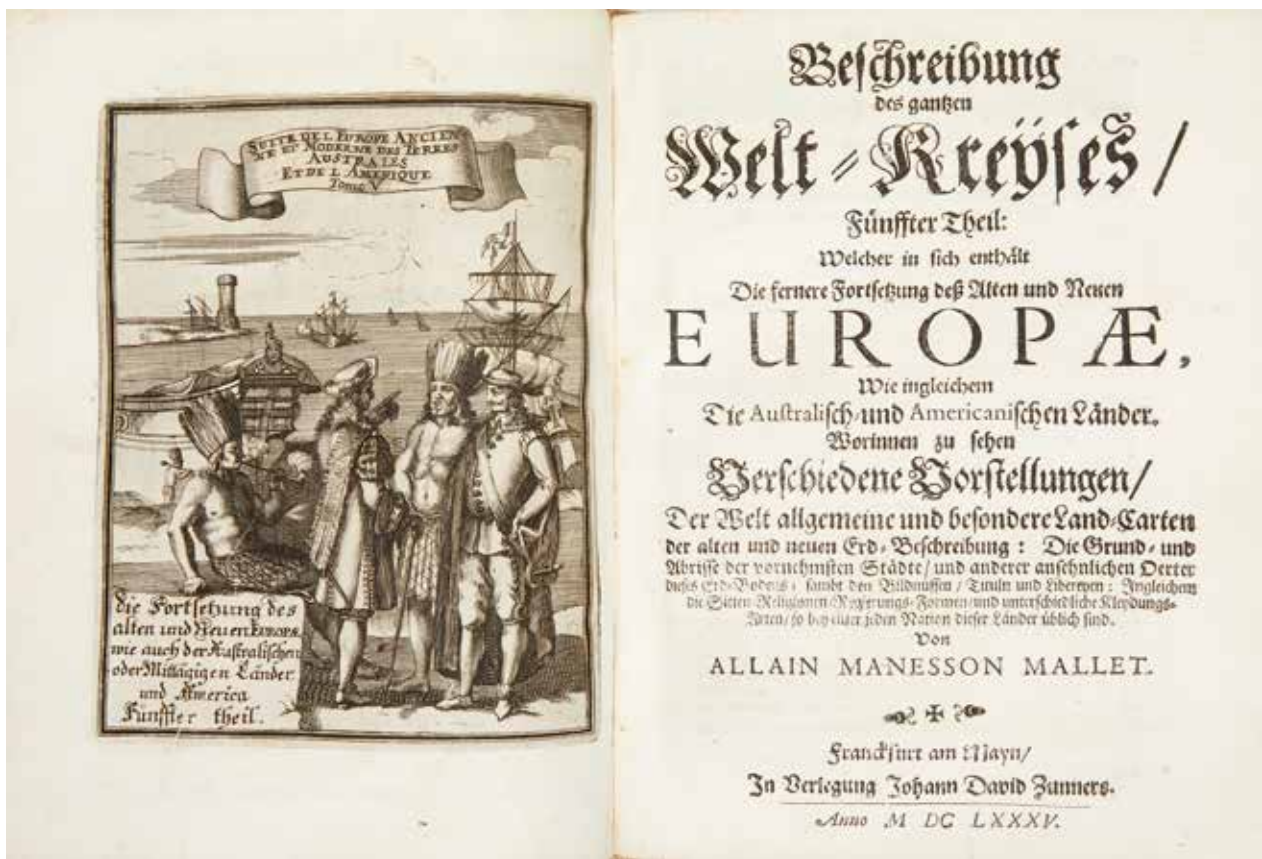 SUITE DE L EUROPE ANCIEN
NE ET MODERNE DES TERRES
AUSTRALES
ET DE L AMERIQUE
Tome V
die Fortsetzung des
alten und Neuen EUROPÆ
wie auch der Australischen
oder Mittägigen Länder
und America
Fünffter theil.
Beschreibung
des gantzen
Welt-Kreÿses/
Fünffter Theil:
Welcher in sich enthält
Die fernere Fortsetzung deß Alten und Neuen
EUROPÆ,
Wie ingleichem
Die Australisch-und Americanischen Länder.
Worinnen zu sehen
Verschiedene Vorstellungen/
Der Welt allgemeine und besondere Land-Carten
der alten und neuen Erd-Beschreibung: Die Grund- und
Abrisse der vornehmsten Städte/ und anderer ansehnlichen Oerter
dieses Erd-Bodens, sambt den Bildnüssen/ Tituln und Libereyen: Ingleichem
die Sitten Religionen Regierungs-Formen/und unterschiedliche Kleydungs-
Arten/ so bey einer jeden Nation dieser Länder üblich sind.
Von
ALLAIN MANESSON MALLET.
Franckfurt am Mayn/
In Verlegung Johann David Zunners.
Anno M DC LXXXV.